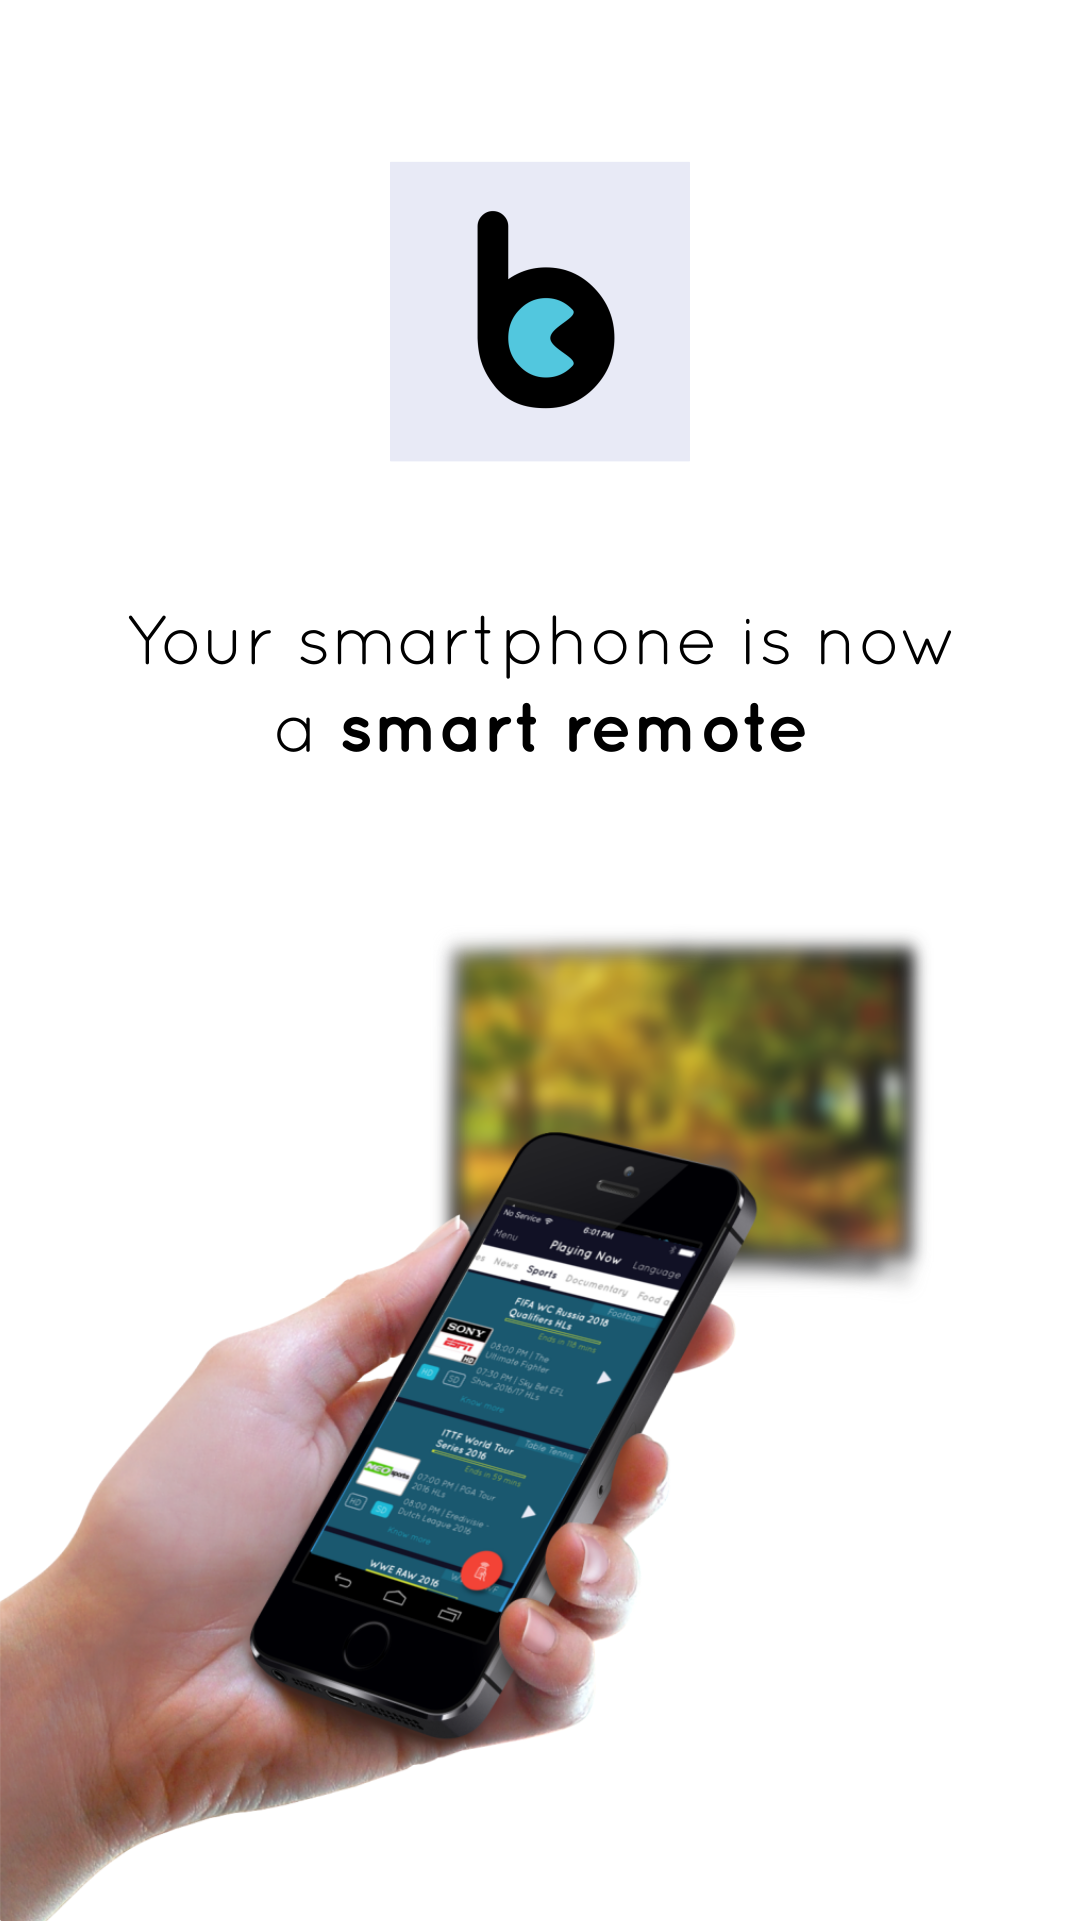 Your smartphone is now
a smart remote
No Service 6:01 PM
Menu Playing Now Language
es News Sports Documentary Food a
Football
FIFA WC Russia 2018
Qualifiers HLs
Ends in 118 mins
SONY
ESPN
HD
08:00 PM | The
Ultimate Fighter
07:30 PM | Sky Bet EFL
Show 2016/17 HLs
HD SD
Know more
Table Tennis
ITTF World Tour
Series 2016
Ends in 59 mins
NEO sports
07:00 PM | PGA Tour
2016 HLs
08:00 PM | Eredivisie -
Dutch League 2016
HD SD
Know more
WWE RAW 2016